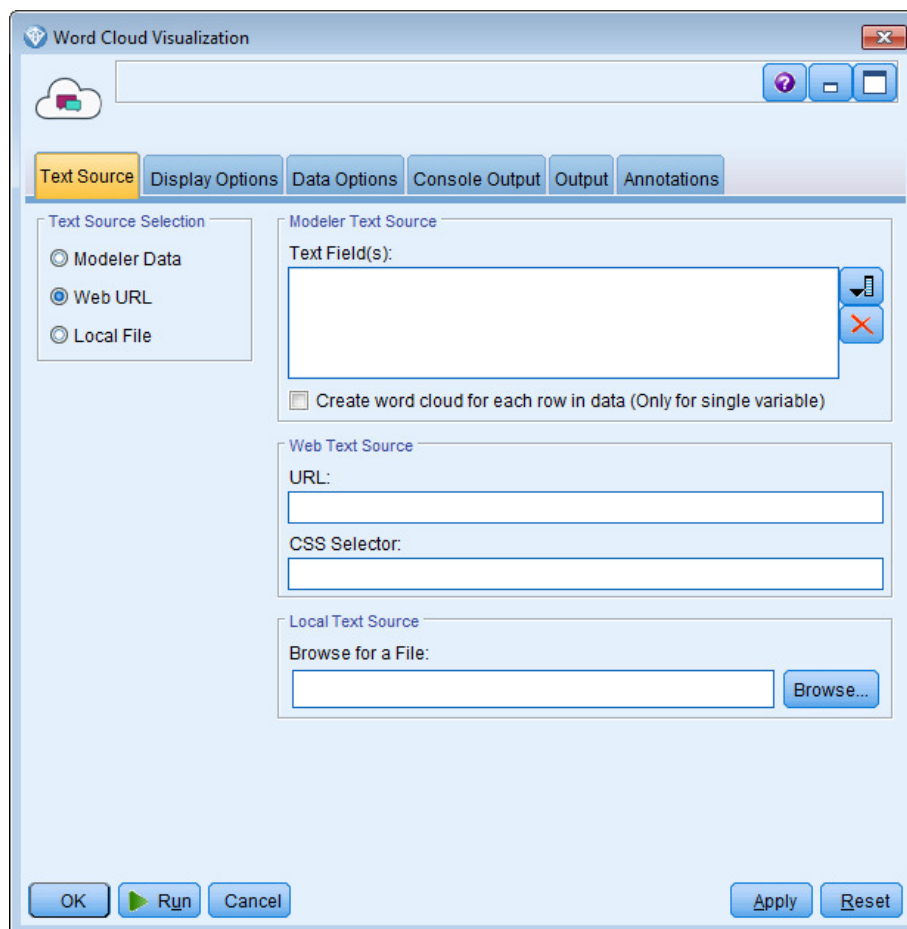 Word Cloud Visualization
Text Source
Display Options
Data Options
Console Output
Output
Annotations
Text Source Selection
Modeler Data
Web URL
Local File
Modeler Text Source
Text Field(s):
Create word cloud for each row in data (Only for single variable)
Web Text Source
URL:
CSS Selector:
Local Text Source
Browse for a File:
Browse...
OK
Run
Cancel
Apply
Reset